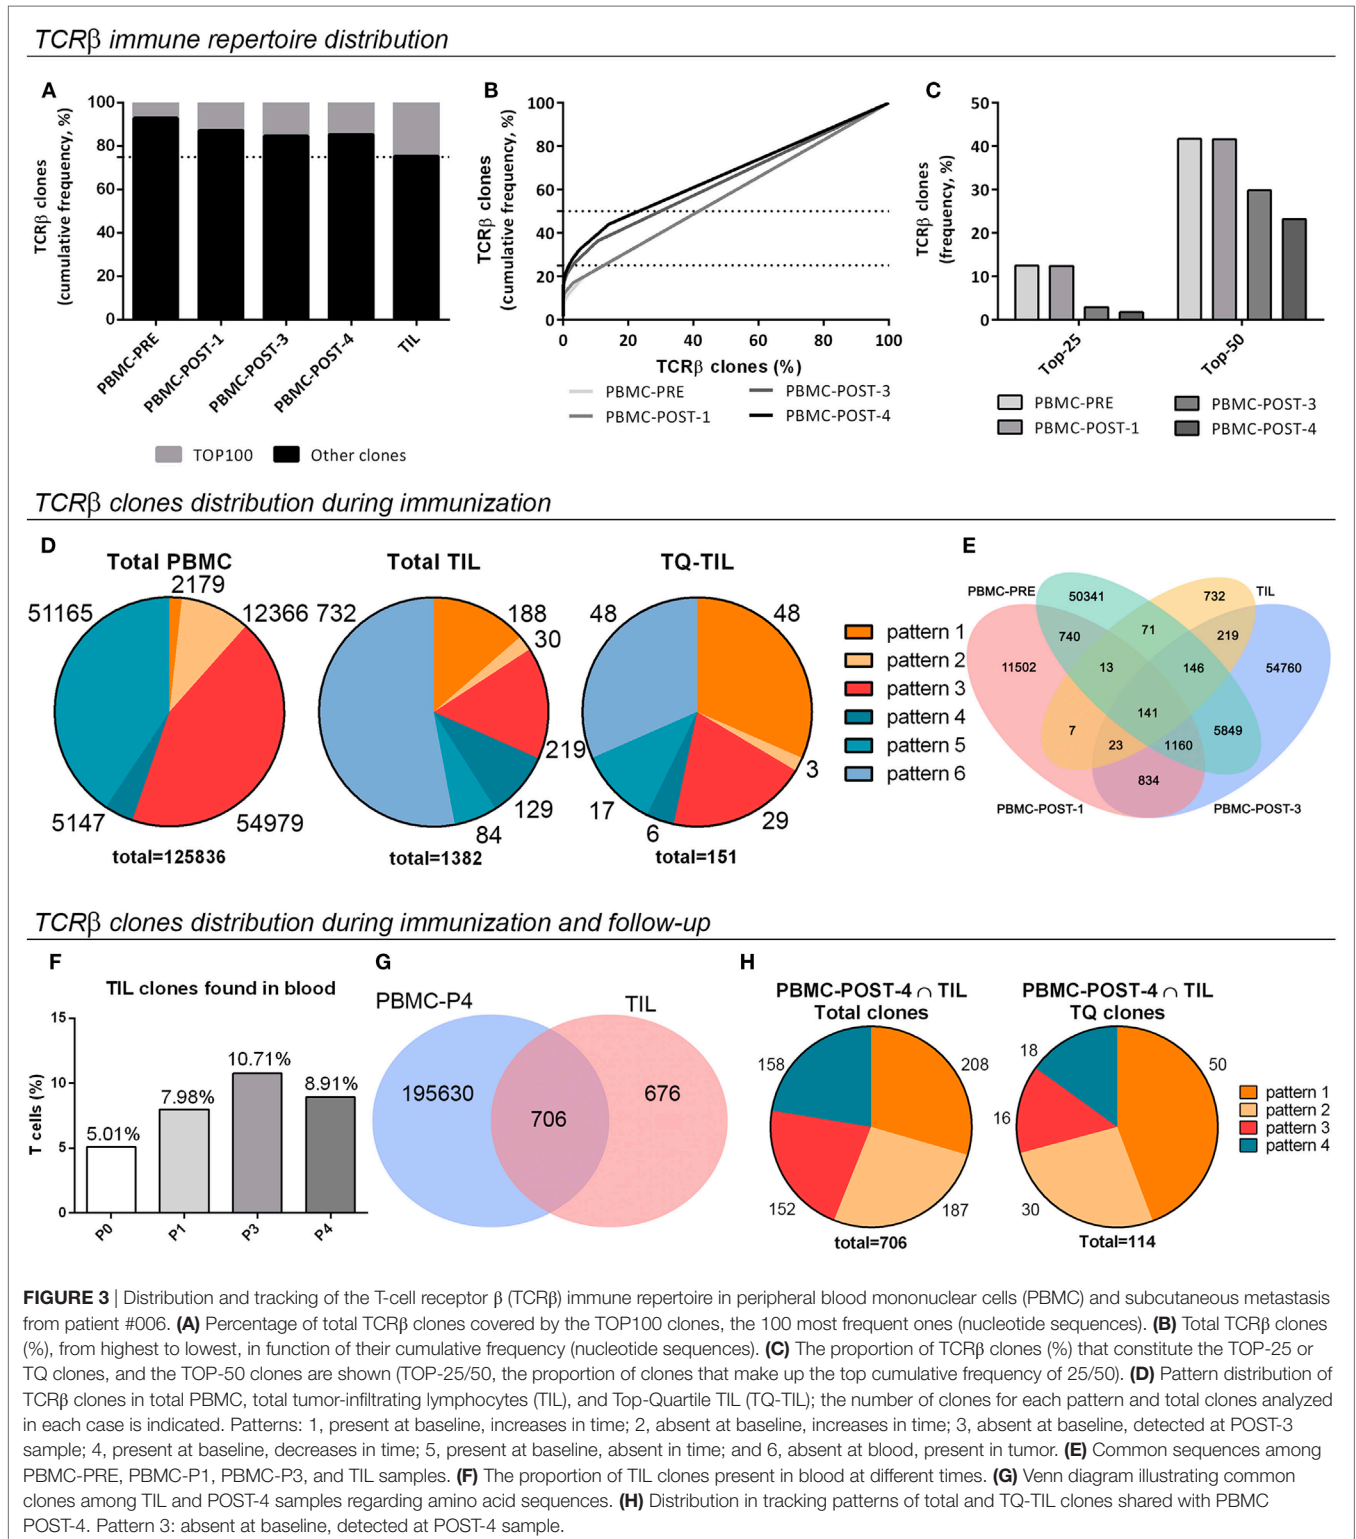 TCRβ immune repertoire distribution
A
TCRβ clones
(cumulative frequency, %)
100
80
60
40
20
0
PBMC-PRE
PBMC-POST-1
PBMC-POST-3
PBMC-POST-4
TIL
TOP100
Other clones
B
TCRβ clones
(cumulative frequency, %)
100
80
60
40
20
0
0 20 40 60 80 100
TCRβ clones (%)
PBMC-PRE
PBMC-POST-1
PBMC-POST-3
PBMC-POST-4
C
TCRβ clones
(frequency, %)
50
40
30
20
10
0
Top-25
Top-50
PBMC-PRE
PBMC-POST-1
PBMC-POST-3
PBMC-POST-4
TCRβ clones distribution during immunization
D
Total PBMC
2179
12366
54979
5147
51165
total=125836
Total TIL
732
188
30
219
129
84
total=1382
TQ-TIL
48
48
3
29
6
17
total=151
pattern 1
pattern 2
pattern 3
pattern 4
pattern 5
pattern 6
E
PBMC-PRE
TIL
50341
732
740
71
219
11502
13
146
54760
141
7
23
1160
5849
834
PBMC-POST-1
PBMC-POST-3
TCRβ clones distribution during immunization and follow-up
F
TIL clones found in blood
T cells (%)
15
10
5
0
5.01%
7.98%
10.71%
8.91%
P0
P1
P3
P4
G
PBMC-P4
TIL
195630
706
676
H
PBMC-POST-4 ∩ TIL
Total clones
158
208
152
187
total=706
PBMC-POST-4 ∩ TIL
TQ clones
18
50
16
30
Total=114
pattern 1
pattern 2
pattern 3
pattern 4
FIGURE 3 | Distribution and tracking of the T-cell receptor β (TCRβ) immune repertoire in peripheral blood mononuclear cells (PBMC) and subcutaneous metastasis
from patient #006. (A) Percentage of total TCRβ clones covered by the TOP100 clones, the 100 most frequent ones (nucleotide sequences). (B) Total TCRβ clones
(%), from highest to lowest, in function of their cumulative frequency (nucleotide sequences). (C) The proportion of TCRβ clones (%) that constitute the TOP-25 or
TQ clones, and the TOP-50 clones are shown (TOP-25/50, the proportion of clones that make up the top cumulative frequency of 25/50). (D) Pattern distribution of
TCRβ clones in total PBMC, total tumor-infiltrating lymphocytes (TIL), and Top-Quartile TIL (TQ-TIL); the number of clones for each pattern and total clones analyzed
in each case is indicated. Patterns: 1, present at baseline, increases in time; 2, absent at baseline, increases in time; 3, absent at baseline, detected at POST-3
sample; 4, present at baseline, decreases in time; 5, present at baseline, absent in time; and 6, absent at blood, present in tumor. (E) Common sequences among
PBMC-PRE, PBMC-P1, PBMC-P3, and TIL samples. (F) The proportion of TIL clones present in blood at different times. (G) Venn diagram illustrating common
clones among TIL and POST-4 samples regarding amino acid sequences. (H) Distribution in tracking patterns of total and TQ-TIL clones shared with PBMC
POST-4. Pattern 3: absent at baseline, detected at POST-4 sample.